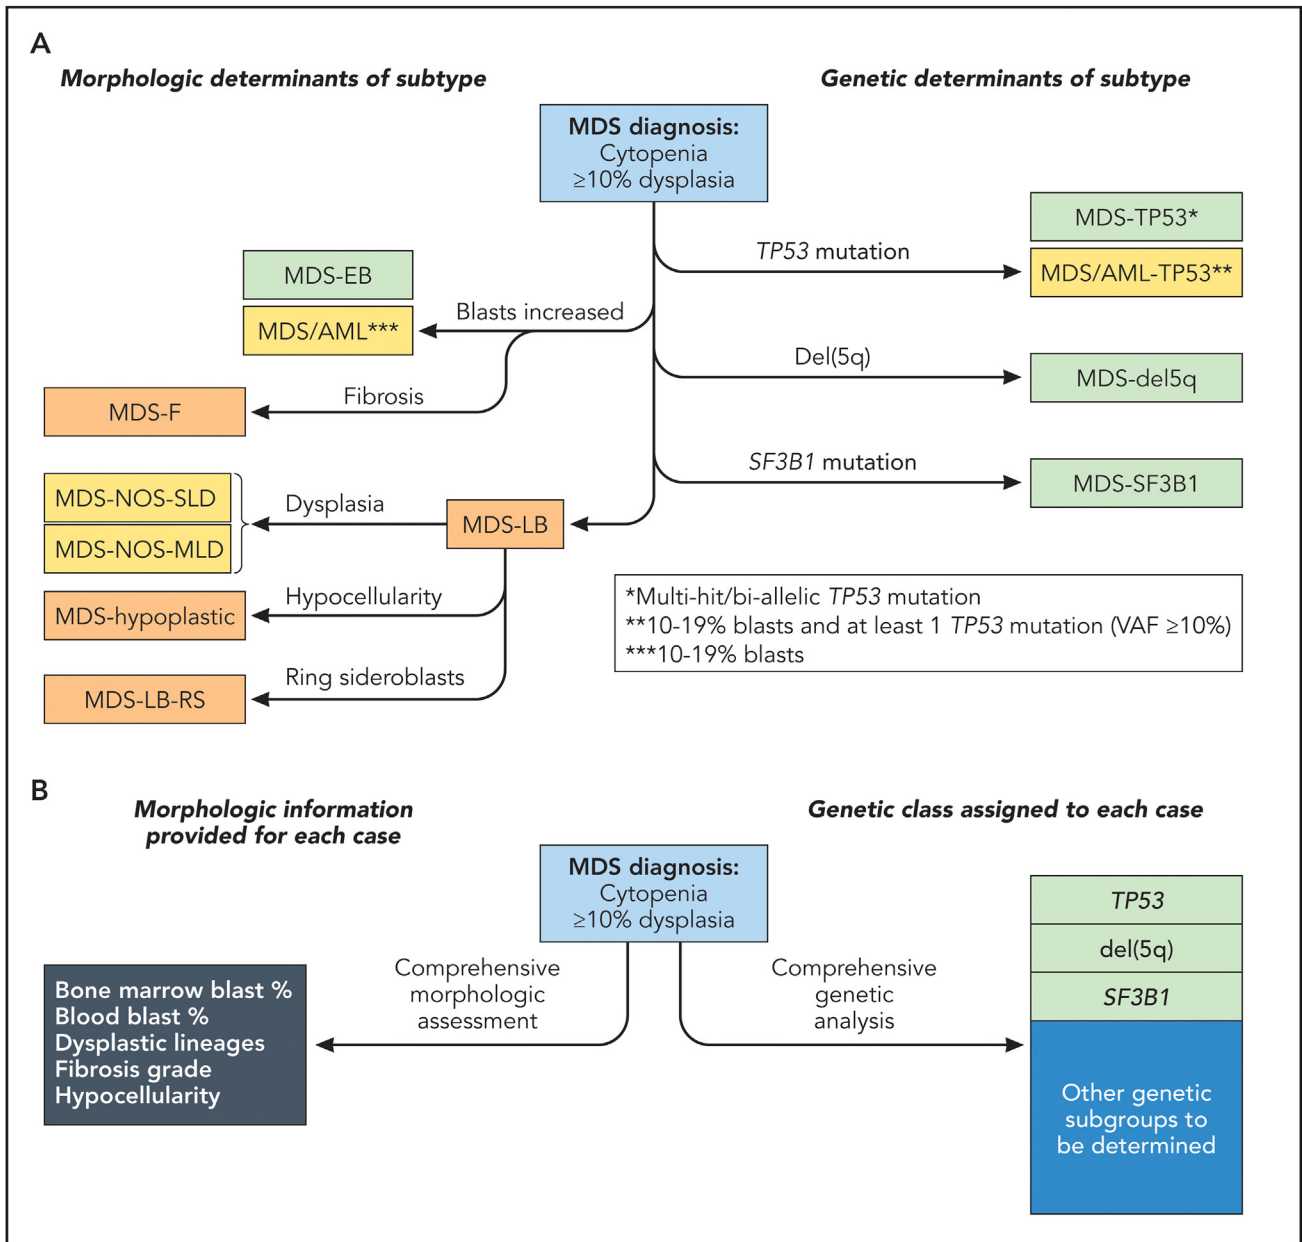 A
Morphologic determinants of subtype
Genetic determinants of subtype
MDS diagnosis:
Cytopenia
≥10% dysplasia
MDS-TP53*
TP53 mutation
MDS/AML-TP53**
MDS-EB
Blasts increased
MDS/AML***
Del(5q)
MDS-del5q
Fibrosis
MDS-F
SF3B1 mutation
MDS-SF3B1
MDS-NOS-SLD
Dysplasia
MDS-LB
MDS-NOS-MLD
Hypocellularity
MDS-hypoplastic
Ring sideroblasts
MDS-LB-RS
*Multi-hit/bi-allelic TP53 mutation
**10-19% blasts and at least 1 TP53 mutation (VAF ≥10%)
***10-19% blasts
B
Morphologic information
provided for each case
Genetic class assigned to each case
MDS diagnosis:
Cytopenia
≥10% dysplasia
Comprehensive
morphologic
assessment
Comprehensive
genetic
analysis
Bone marrow blast %
Blood blast %
Dysplastic lineages
Fibrosis grade
Hypocellularity
TP53
del(5q)
SF3B1
Other genetic
subgroups to
be determined